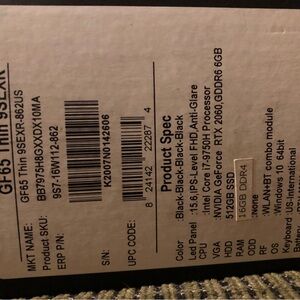 GF65 Thin 9SEXR
MKT NAME: GF65 Thin 9SEXR-862US
Product SKU: BB7975H8GXXDX10MA
ERP P/N: 9S7-16W112-862
S/N: K2007N0142606
UPC CODE: 8 24142 22287 4
Product Spec
Color :Black-Black-Black-Black
Led Panel :15.6,IPS-Level FHD,Anti-Glare
CPU :Intel Core I7-9750H Processor
VGA :NVIDIA GeForce RTX 2060,GDDR6 6GB
HDD 512GB SSD
RAM 16GB DDR4
ODD :None
RF :WLAN+BT combo module
OS :Windows 10 64bit
Keyboard :US-International